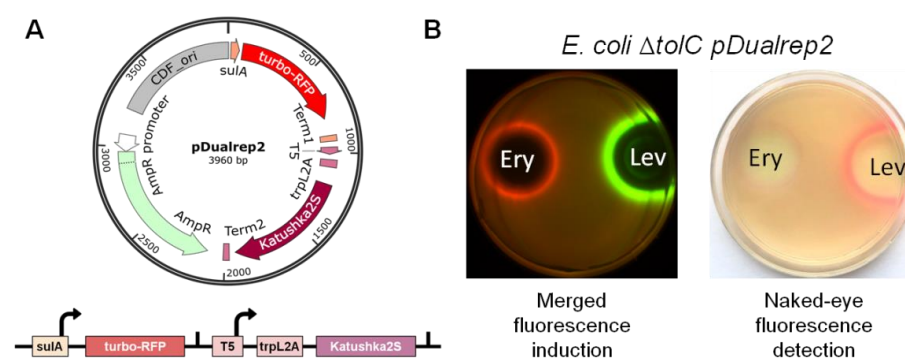 A
CDF_ori
sulA
turbo-RFP
Term1
T5
trpL2A
Katushka2S
Term2
AmpR
AmpR promoter
pDualrep2
3960 bp
500
1000
1500
2000
2500
3000
3500
sulA
turbo-RFP
T5
trpL2A
Katushka2S
B
E. coli ΔtolC pDualrep2
Ery
Lev
Ery
Lev
Merged
fluorescence
induction
Naked-eye
fluorescence
detection